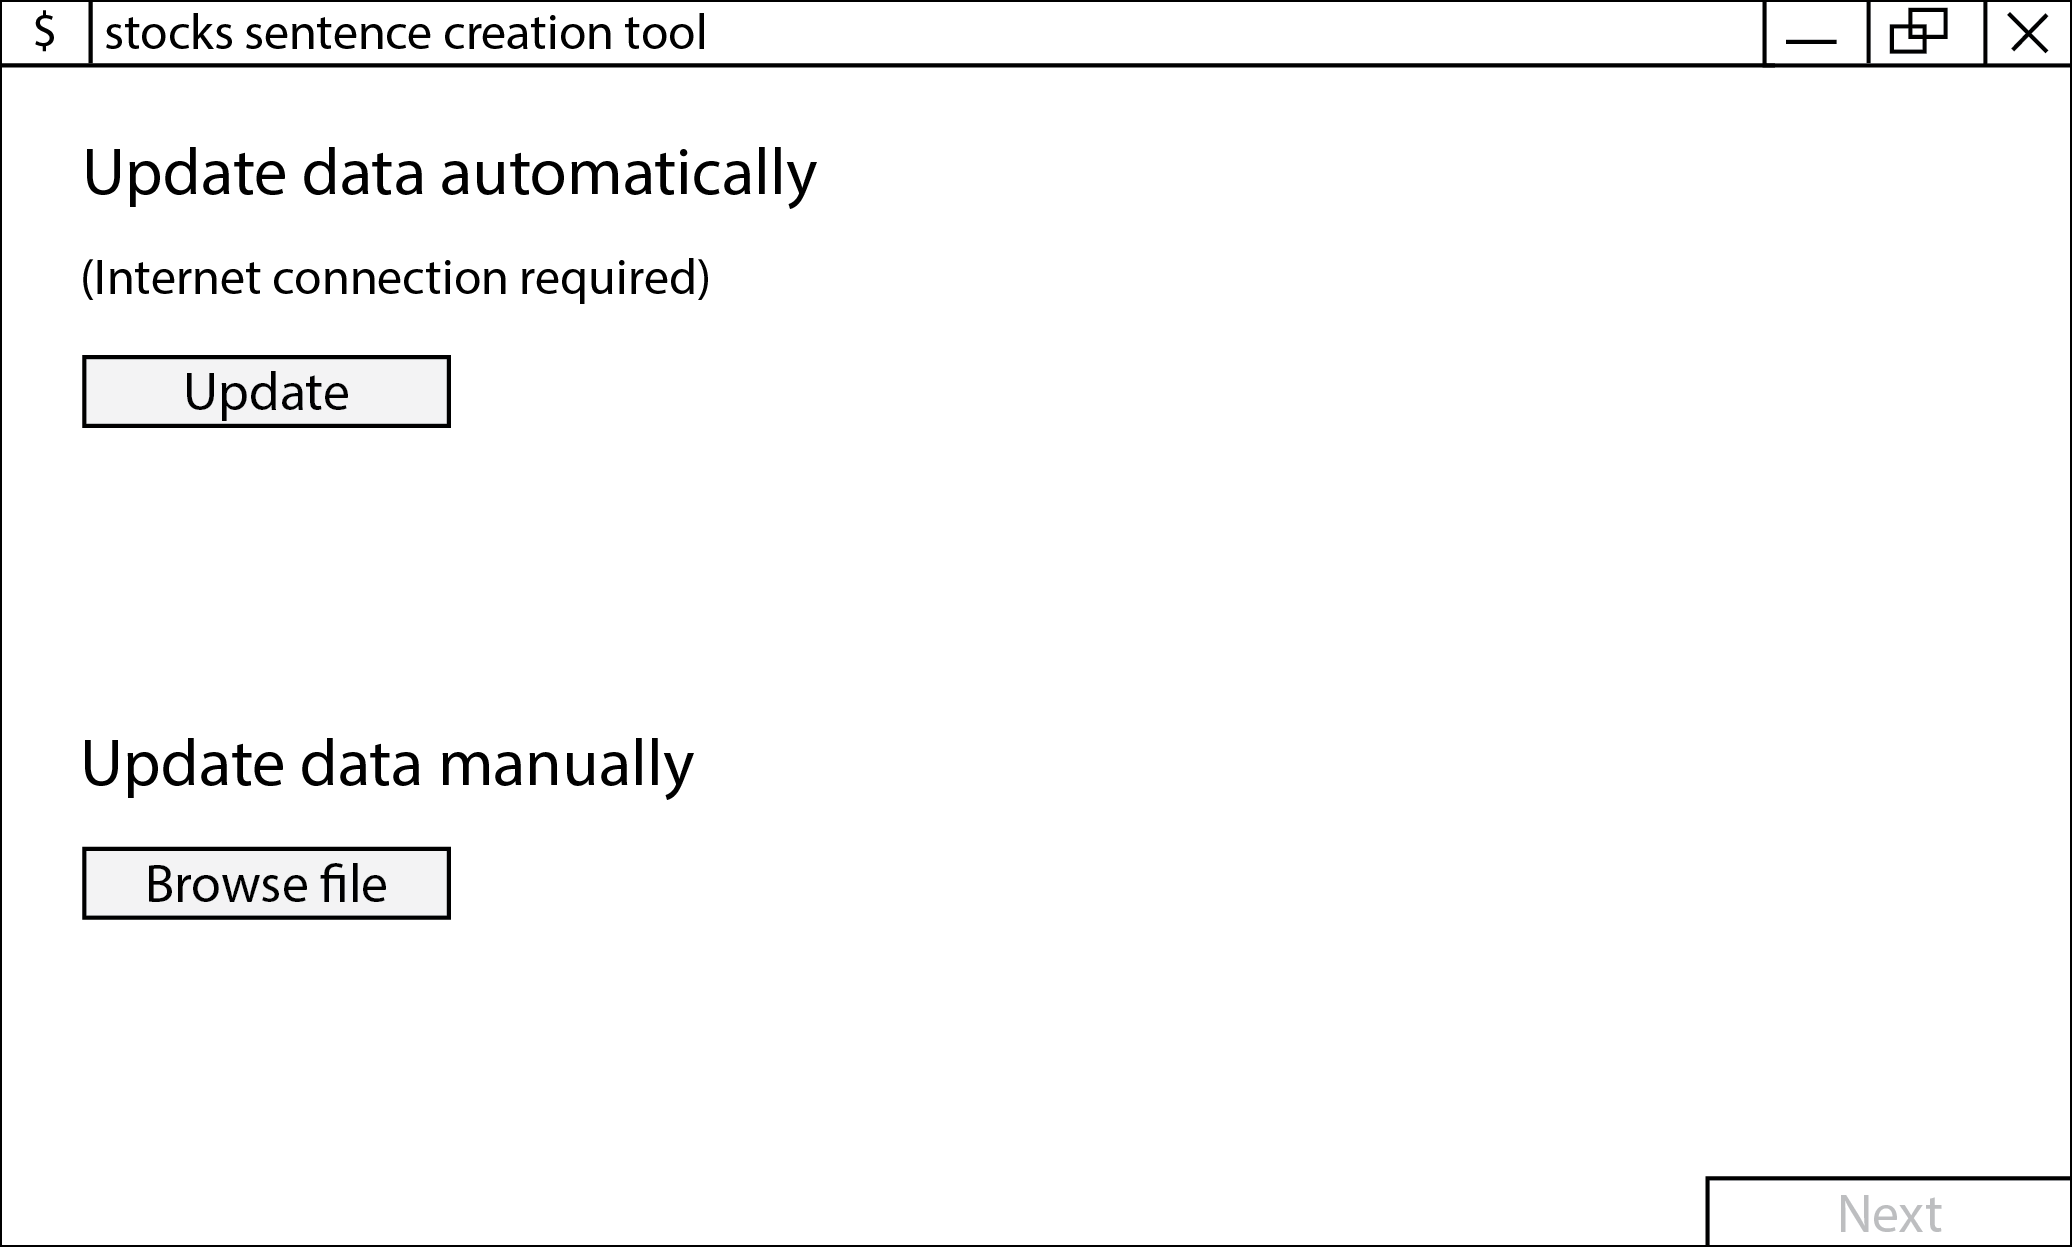 $ stocks sentence creation tool
Update data automatically
(Internet connection required)
Update
Update data manually
Browse file
Next